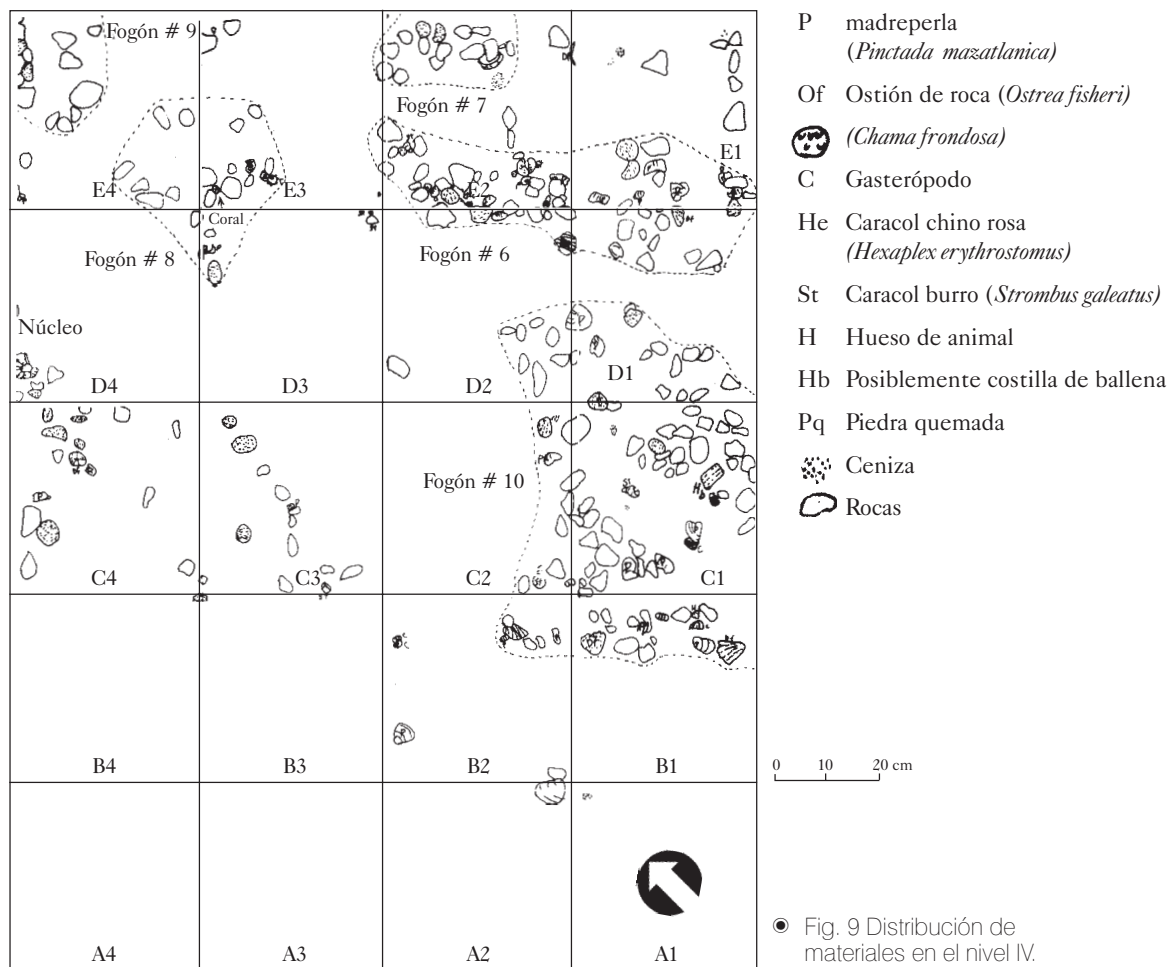 Fogón # 9
Fogón # 7
E4
E3
E2
E1
Coral
Fogón # 8
Fogón # 6
Núcleo
D4
D3
D2
D1
Fogón # 10
C4
C3
C2
C1
B4
B3
B2
B1
A4
A3
A2
A1
P madreperla
(Pinctada mazatlanica)
Of Ostión de roca (Ostrea fisheri)
(Chama frondosa)
C Gasterópodo
He Caracol chino rosa
(Hexaplex erythrostomus)
St Caracol burro (Strombus galeatus)
H Hueso de animal
Hb Posiblemente costilla de ballena
Pq Piedra quemada
Ceniza
Rocas
0 10 20 cm
Fig. 9 Distribución de
materiales en el nivel IV.